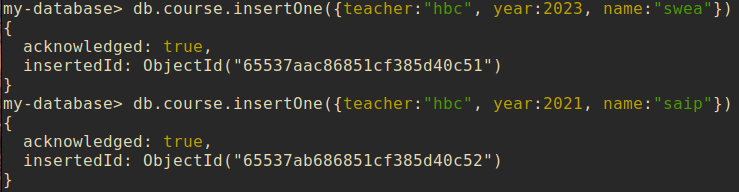 my-database> db.course.insertOne({teacher:"hbc", year:2023, name:"swea"})
{
  acknowledged: true,
  insertedId: ObjectId("65537aac86851cf385d40c51")
}
my-database> db.course.insertOne({teacher:"hbc", year:2021, name:"saip"})
{
  acknowledged: true,
  insertedId: ObjectId("65537ab686851cf385d40c52")
}